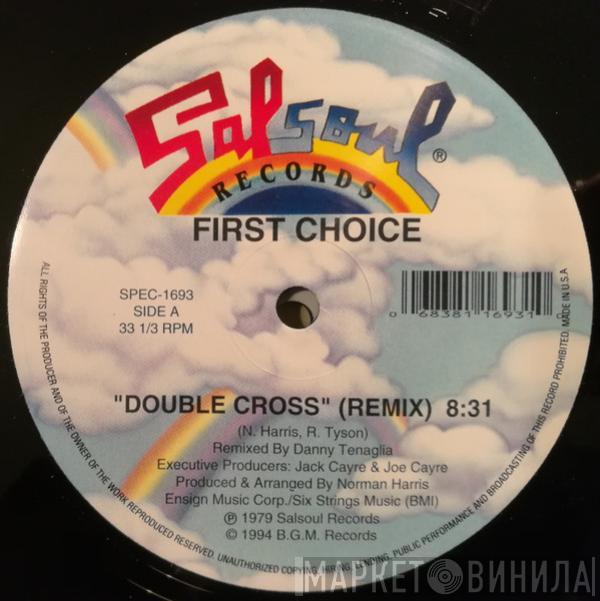 Salsoul®
RECORDS
FIRST CHOICE
SPEC-1693
SIDE A
33 1/3 RPM
0 68381 16931 0
"DOUBLE CROSS" (REMIX) 8:31
(N. Harris, R. Tyson)
Remixed By Danny Tenaglia
Executive Producers: Jack Cayre & Joe Cayre
Produced & Arranged By Norman Harris
Ensign Music Corp./Six Strings Music (BMI)
℗ 1979 Salsoul Records
© 1994 B.G.M. Records
ALL RIGHTS OF THE PRODUCER AND OF THE OWNER OF THE WORK REPRODUCED RESERVED. UNAUTHORIZED COPYING, HIRING, LENDING, PUBLIC PERFORMANCE AND BROADCASTING OF THIS RECORD PROHIBITED. MADE IN U.S.A
МАРКЕТ ВИНИЛА